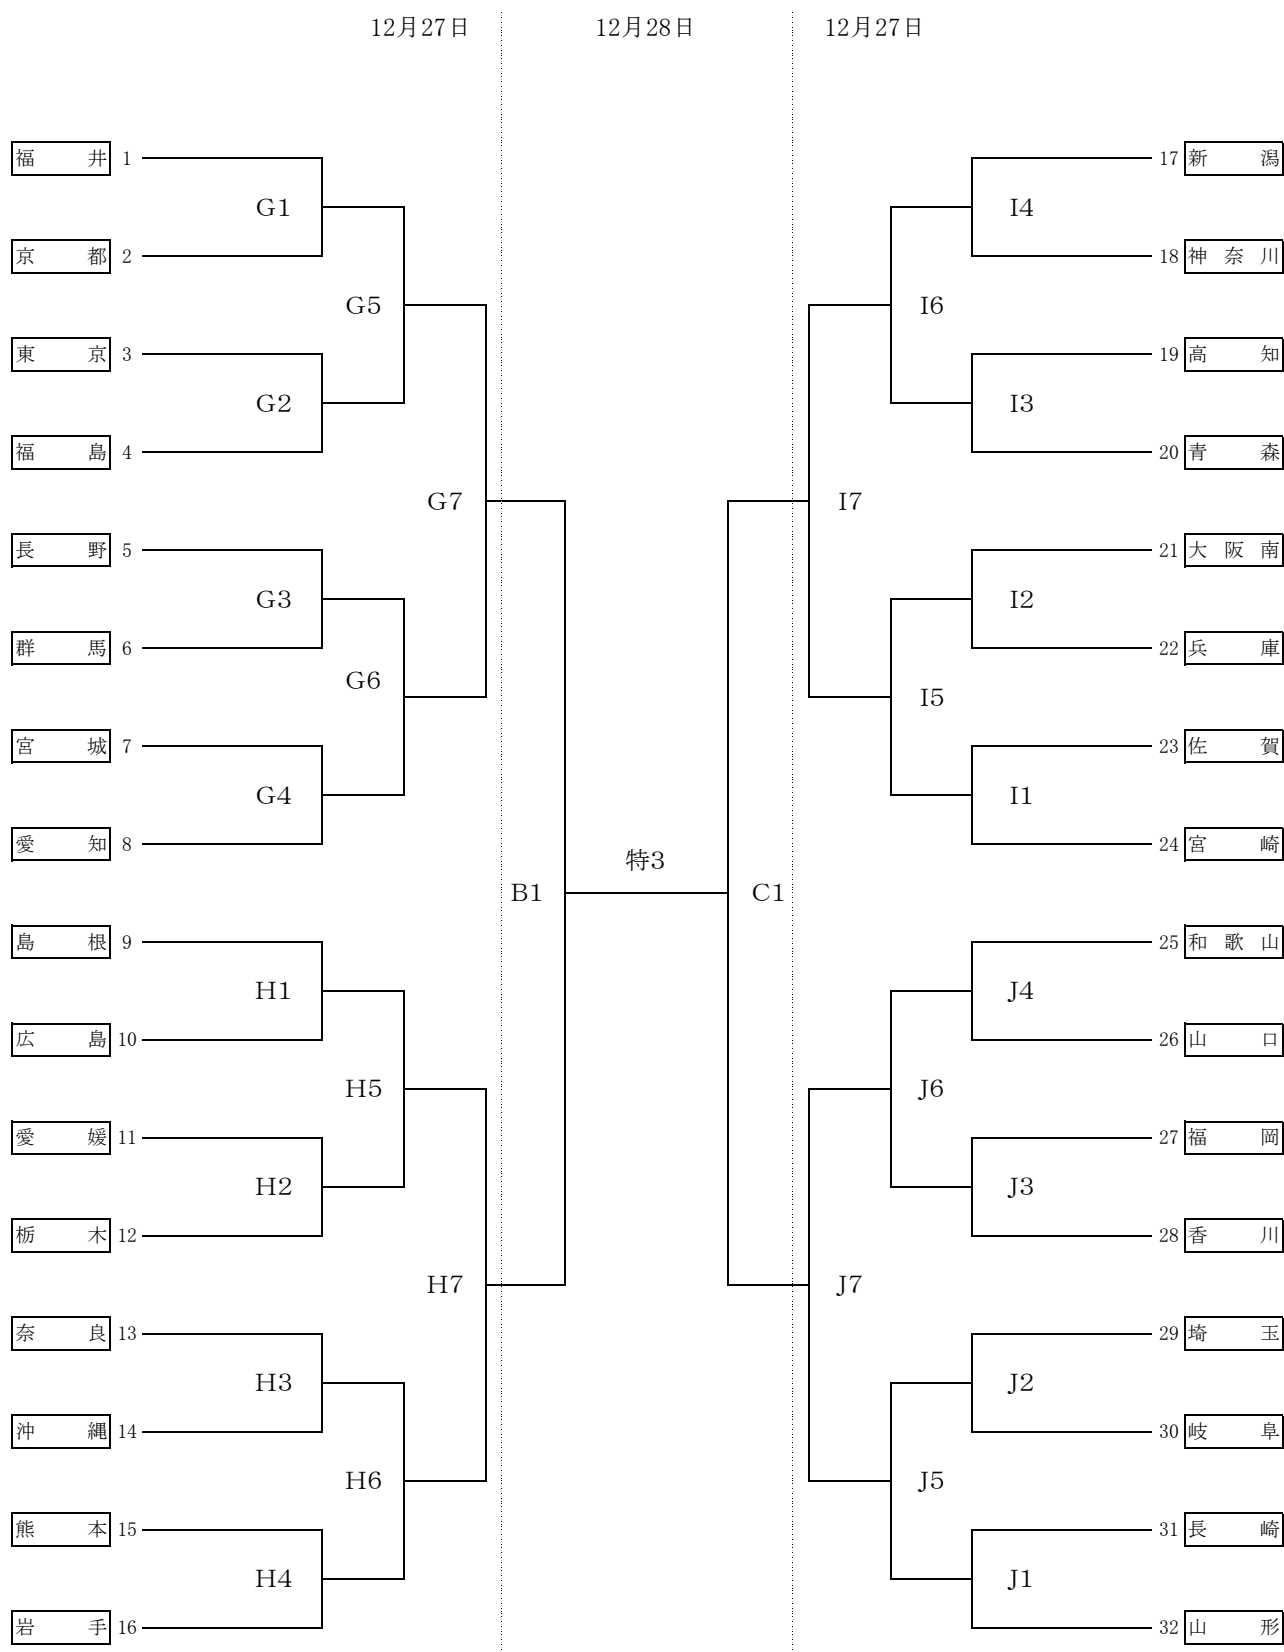 12月27日 12月28日 12月27日
福井 1 17 新潟
G1 I4
京都 2 18 神奈川
G5 I6
東京 3 19 高知
G2 I3
福島 4 20 青森
G7 I7
長野 5 21 大阪南
G3 I2
群馬 6 22 兵庫
G6 I5
宮城 7 23 佐賀
G4 I1
愛知 8 24 宮崎
特3
B1 C1
島根 9 25 和歌山
H1 J4
広島 10 26 山口
H5 J6
愛媛 11 27 福岡
H2 J3
栃木 12 28 香川
H7 J7
奈良 13 29 埼玉
H3 J2
沖縄 14 30 岐阜
H6 J5
熊本 15 31 長崎
H4 J1
岩手 16 32 山形